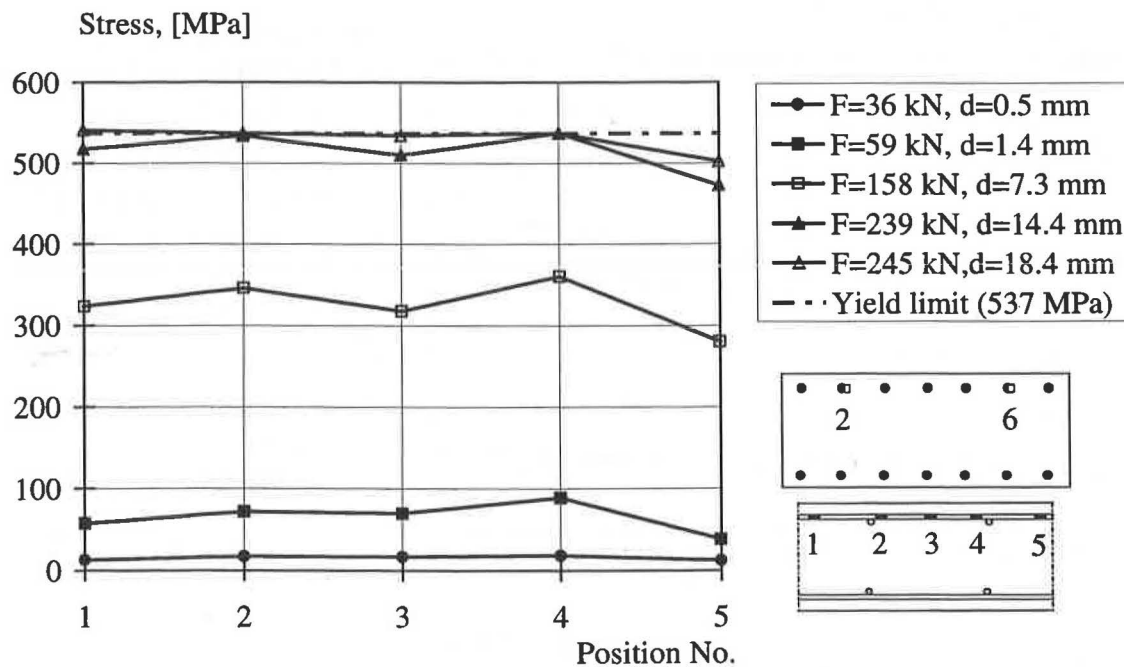 Stress, [MPa]
600
500
400
300
200
100
0
1 2 3 4 5
Position No.
F=36 kN, d=0.5 mm
F=59 kN, d=1.4 mm
F=158 kN, d=7.3 mm
F=239 kN, d=14.4 mm
F=245 kN,d=18.4 mm
Yield limit (537 MPa)
2 6
1 2 3 4 5